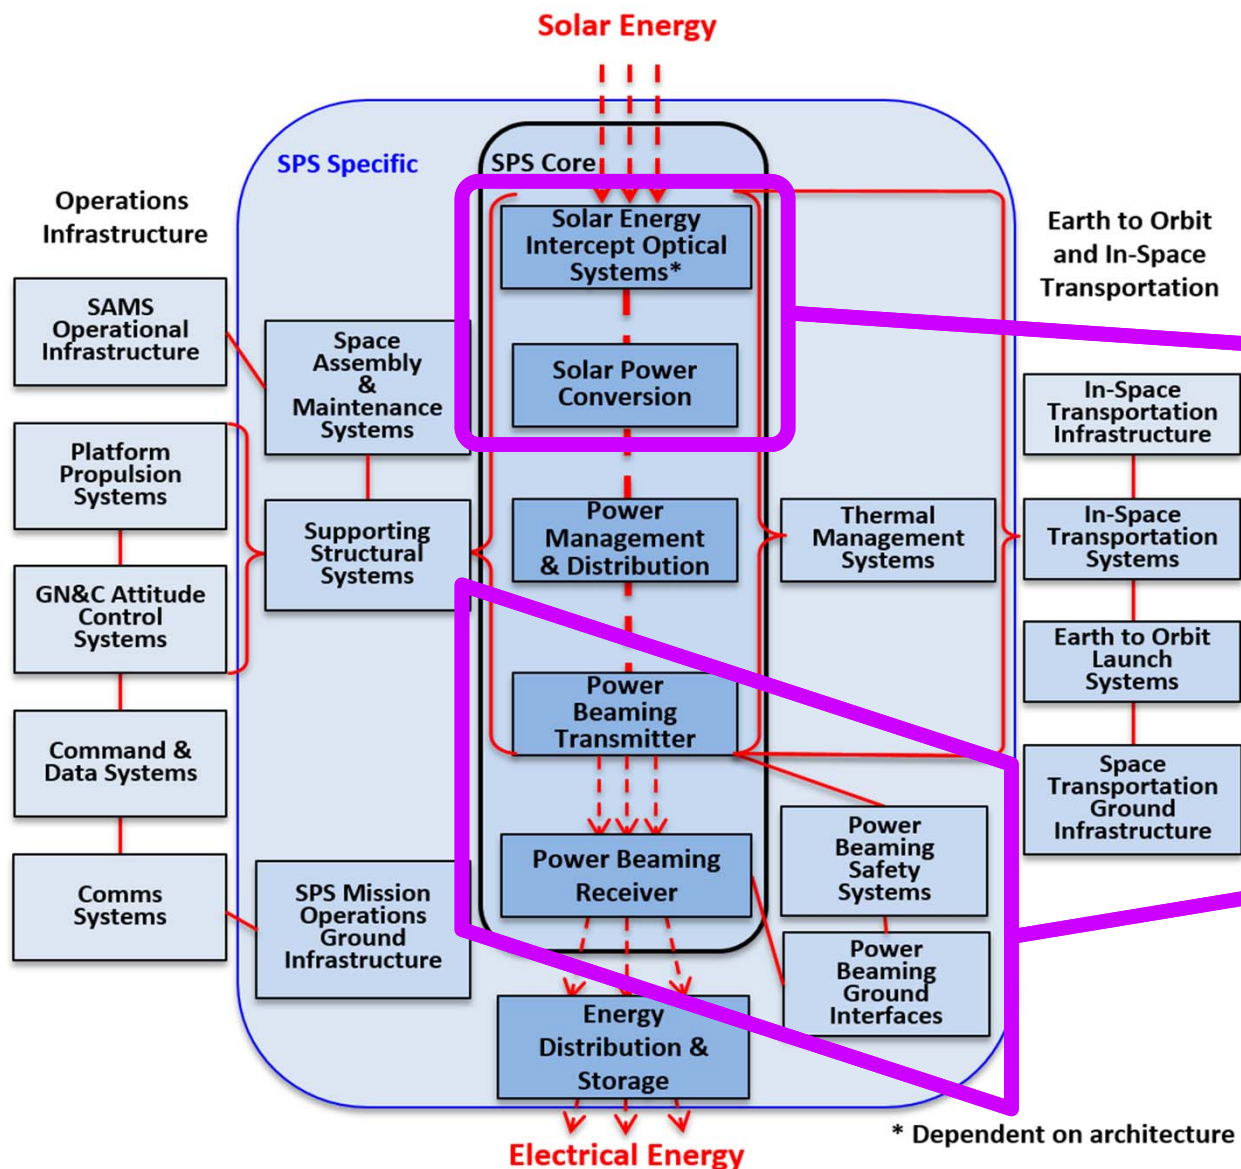 Solar Energy
SPS Specific
SPS Core
Operations
Infrastructure
SAMS
Operational
Infrastructure
Platform
Propulsion
Systems
GN&C Attitude
Control
Systems
Command &
Data Systems
Comms
Systems
Space
Assembly
&
Maintenance
Systems
Supporting
Structural
Systems
SPS Mission
Operations
Ground
Infrastructure
Solar Energy
Intercept Optical
Systems*
Solar Power
Conversion
Power
Management
& Distribution
Power
Beaming
Transmitter
Power Beaming
Receiver
Energy
Distribution &
Storage
Thermal
Management
Systems
Power
Beaming
Safety
Systems
Power
Beaming
Ground
Interfaces
Earth to Orbit
and In-Space
Transportation
In-Space
Transportation
Infrastructure
In-Space
Transportation
Systems
Earth to Orbit
Launch
Systems
Space
Transportation
Ground
Infrastructure
* Dependent on architecture
Electrical Energy